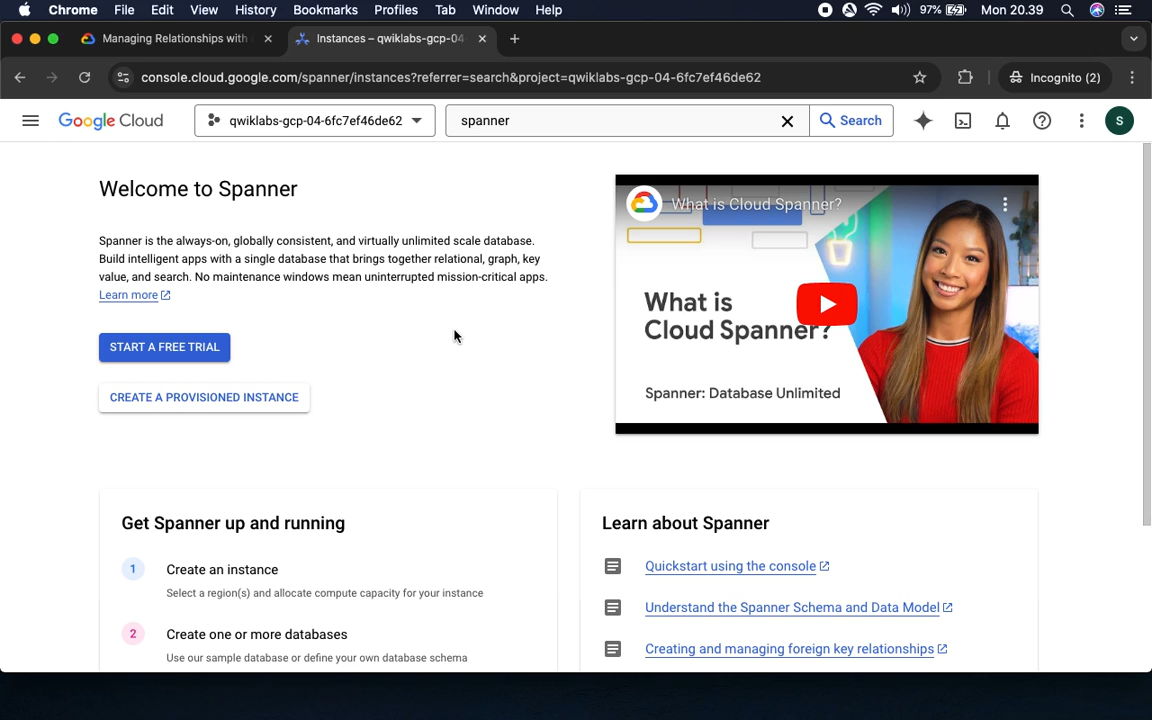 Chrome File Edit View History Bookmarks Profiles Tab Window Help 97% Mon 20.39
Managing Relationships with Instances – qwiklabs-gcp-04-
console.cloud.google.com/spanner/instances?referrer=search&project=qwiklabs-gcp-04-6fc7ef46de62 Incognito (2)
Google Cloud qwiklabs-gcp-04-6fc7ef46de62 spanner Search S
Welcome to Spanner
Spanner is the always-on, globally consistent, and virtually unlimited scale database.
Build intelligent apps with a single database that brings together relational, graph, key
value, and search. No maintenance windows mean uninterrupted mission-critical apps.
Learn more
START A FREE TRIAL
CREATE A PROVISIONED INSTANCE
What is Cloud Spanner?
What is
Cloud Spanner?
Spanner: Database Unlimited
Get Spanner up and running
1 Create an instance
Select a region(s) and allocate compute capacity for your instance
2 Create one or more databases
Use our sample database or define your own database schema
Learn about Spanner
Quickstart using the console
Understand the Spanner Schema and Data Model
Creating and managing foreign key relationships